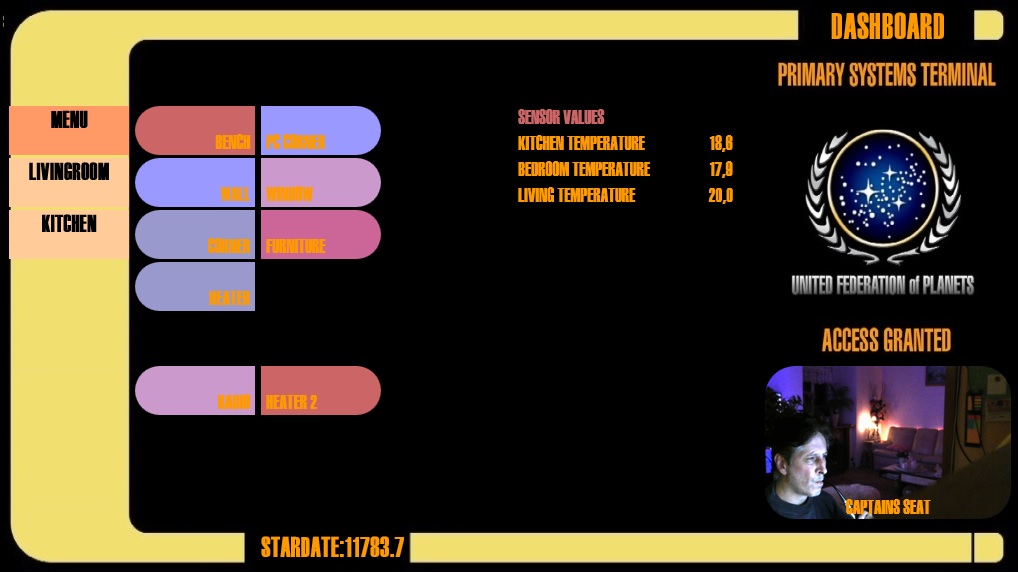 DASHBOARD
PRIMARY SYSTEMS TERMINAL
MENU
LIVINGROOM
KITCHEN
BENCH
PC CORNER
WALL
WINDOW
CORNER
FURNITURE
HEATER
HEATER 2
SENSOR VALUES
KITCHEN TEMPERATURE 18,6
BEDROOM TEMPERATURE 17,9
LIVING TEMPERATURE 20,0
UNITED FEDERATION of PLANETS
ACCESS GRANTED
CAPTAINS SEAT
STARDATE:11783.7